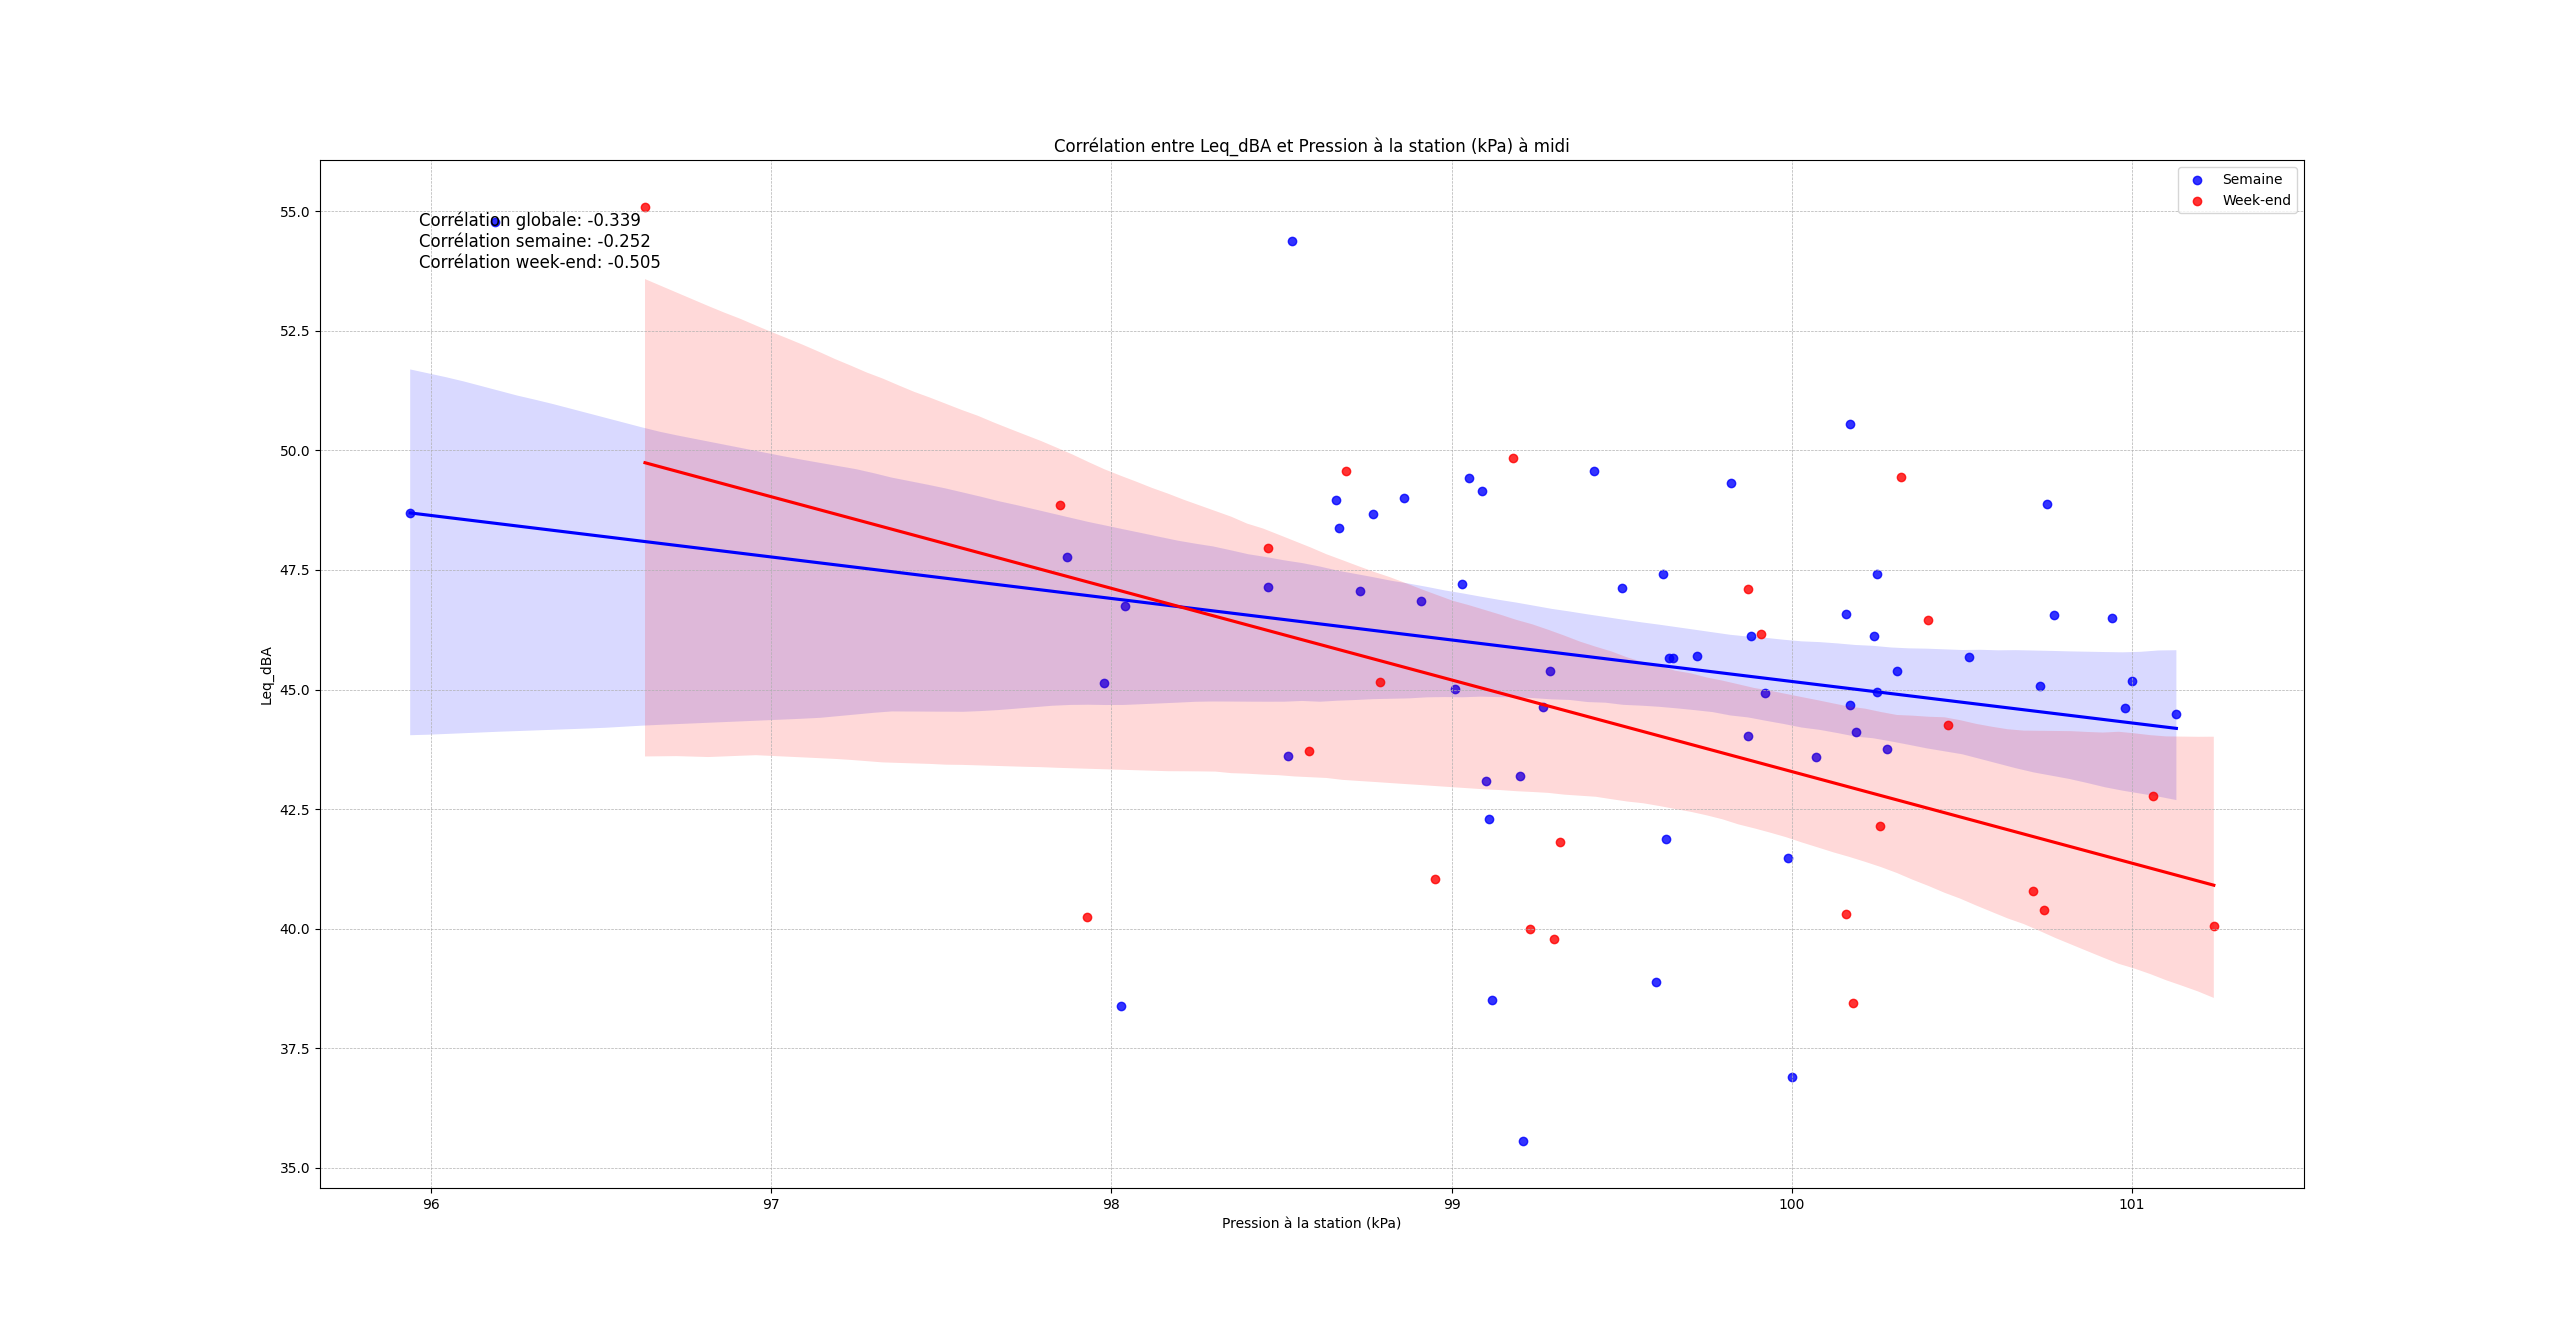 Corrélation entre Leq_dBA et Pression à la station (kPa) à midi
Semaine
Week-end
Corrélation globale: -0.339
Corrélation semaine: -0.252
Corrélation week-end: -0.505
Leq_dBA
55.0
52.5
50.0
47.5
45.0
42.5
40.0
37.5
35.0
96 97 98 99 100 101
Pression à la station (kPa)